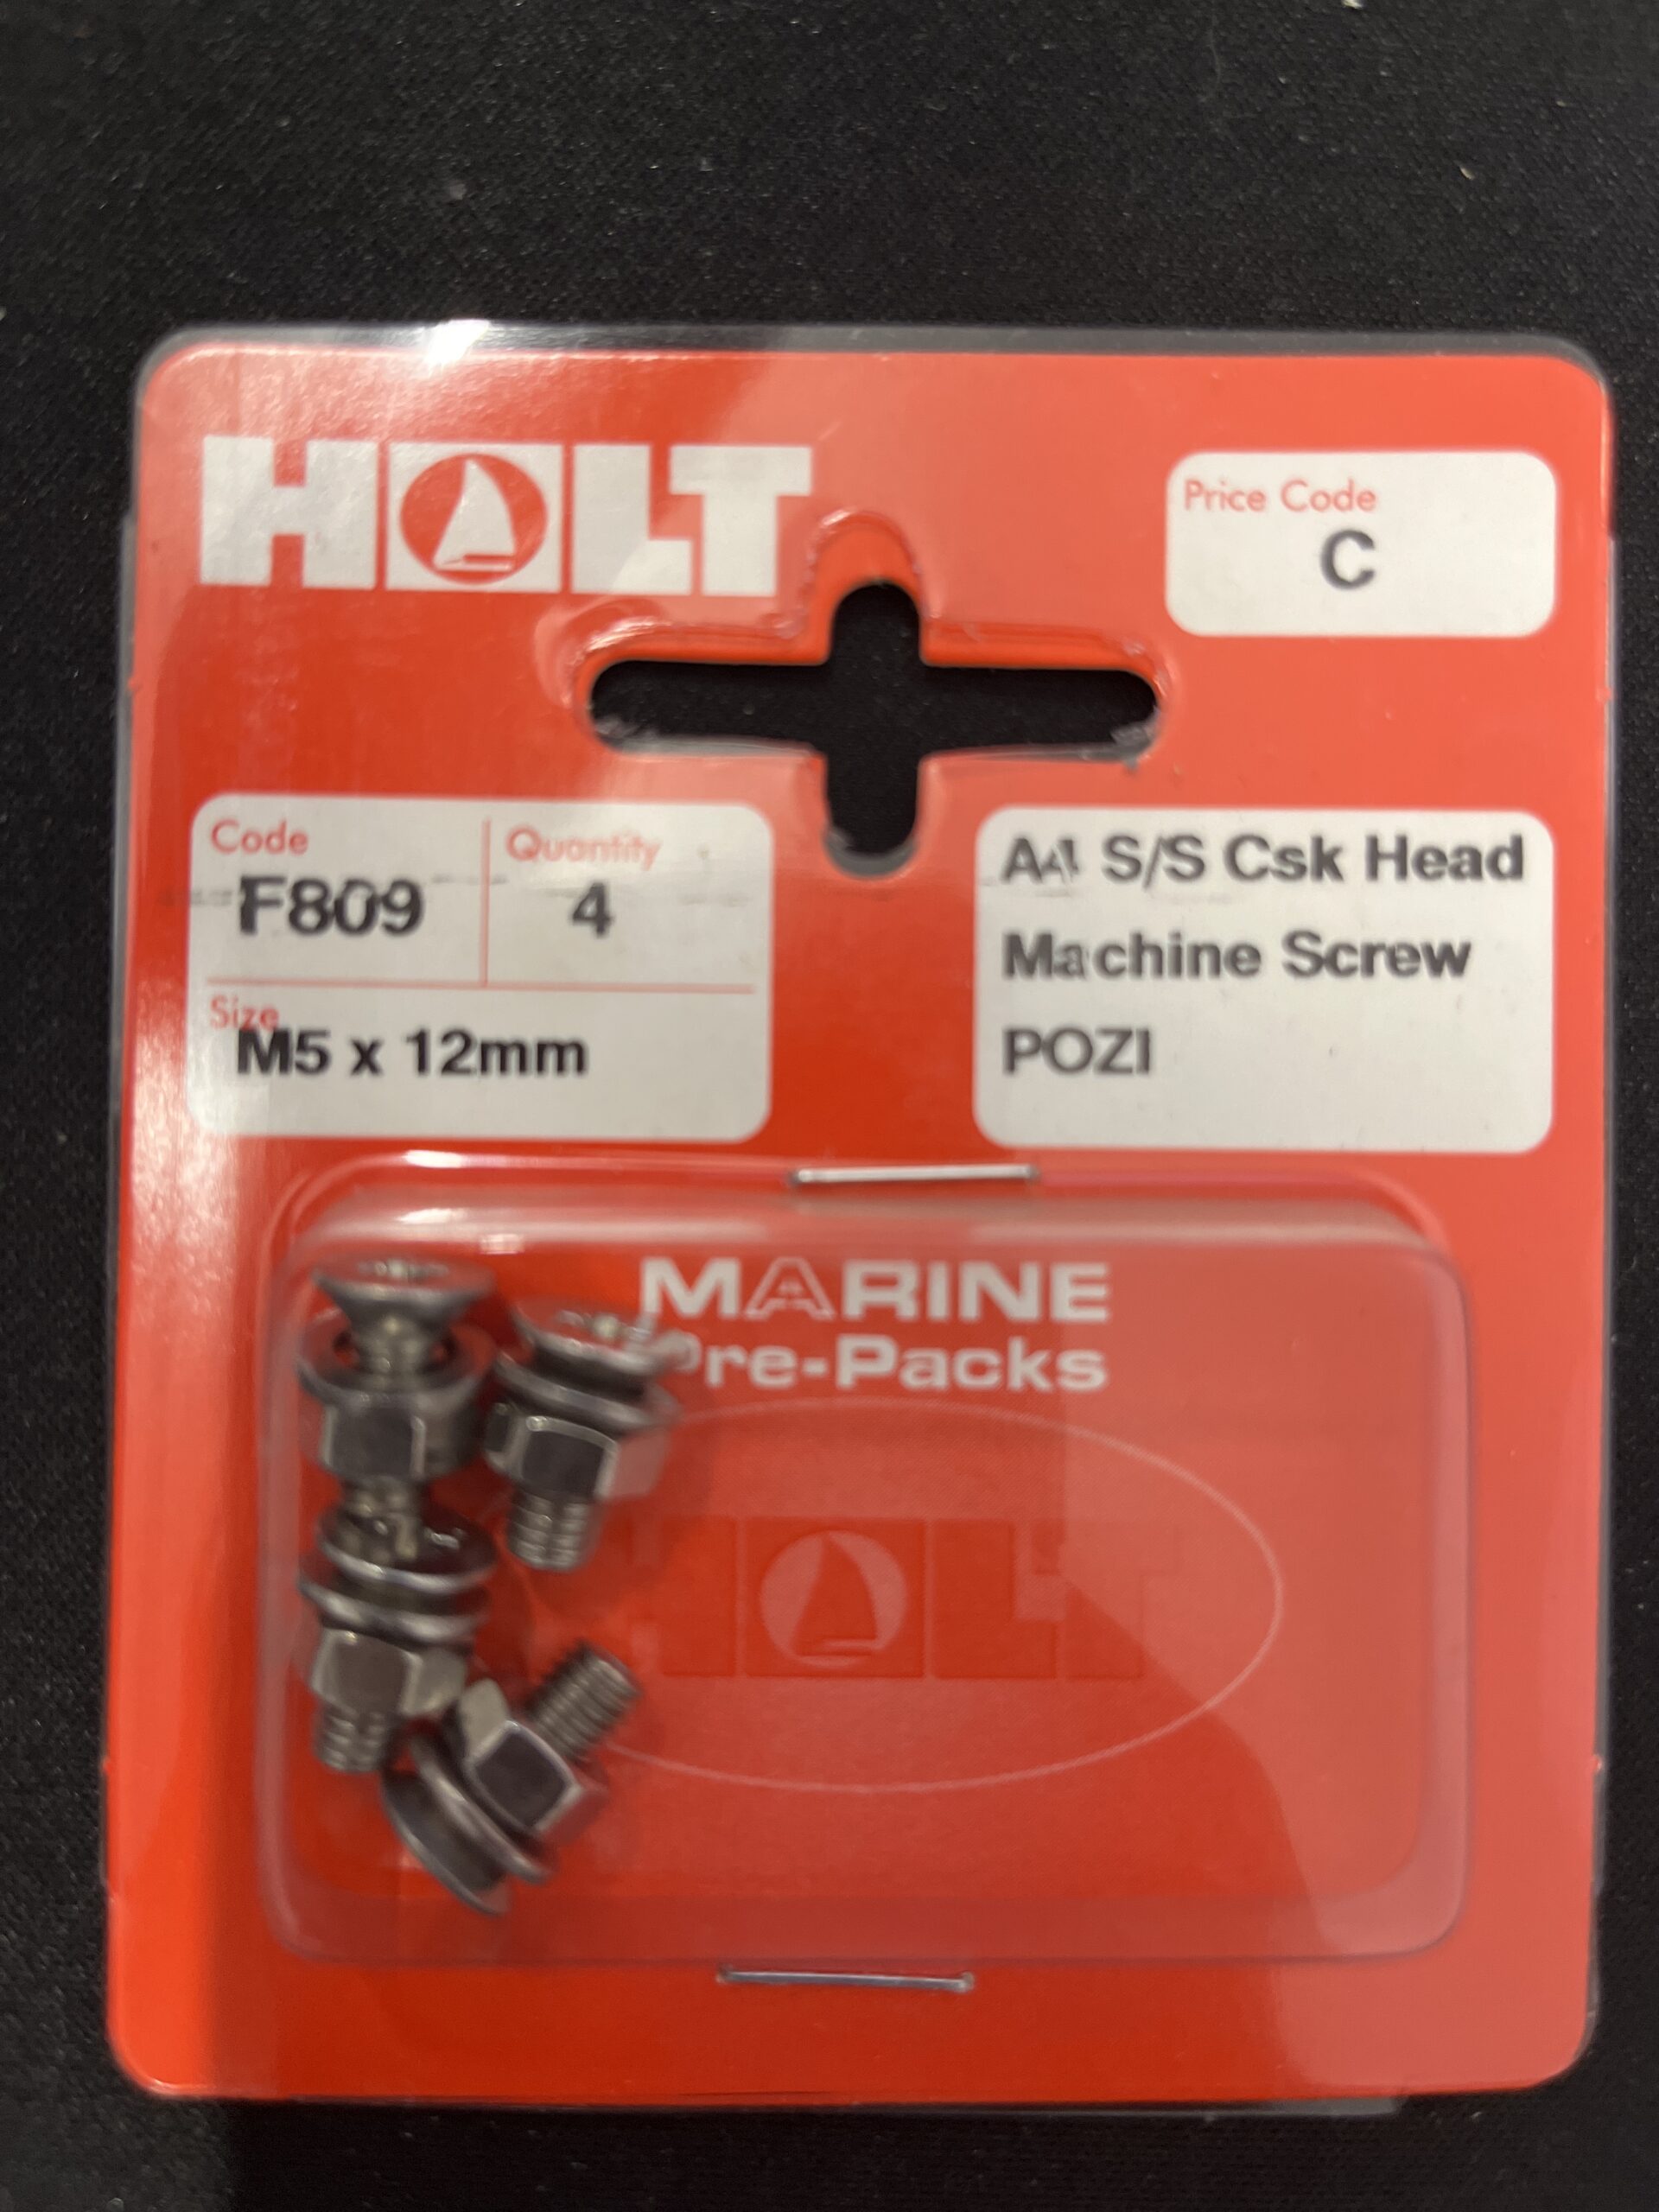 HOLT
Price Code
C
Code
F809
Quantity
4
Size
M5 x 12mm
A4 S/S Csk Head
Machine Screw
POZI
MARINE
Pre-Packs
HOLT